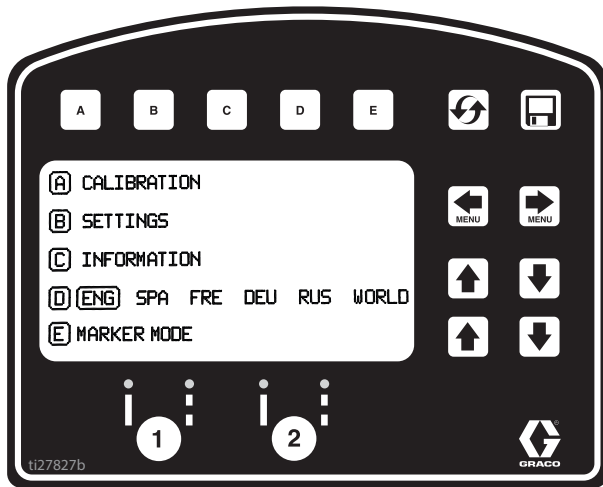 A B C D E
MENU MENU
A CALIBRATION
B SETTINGS
C INFORMATION
D ENG SPA FRE DEU RUS WORLD
E MARKER MODE
1 2
ti27827b
GRACO